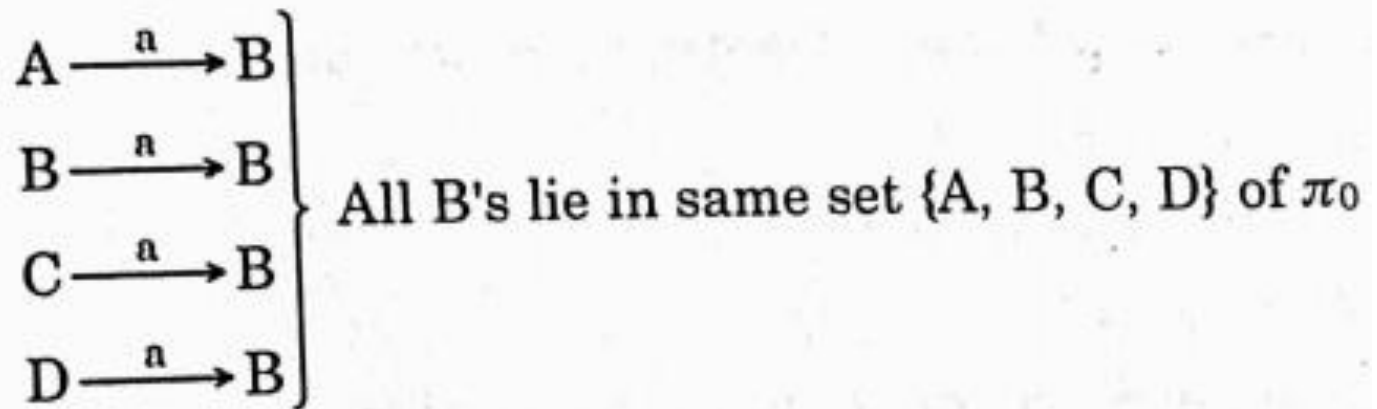 A a B
B a B
All B's lie in same set {A, B, C, D} of π0
C a B
D a B